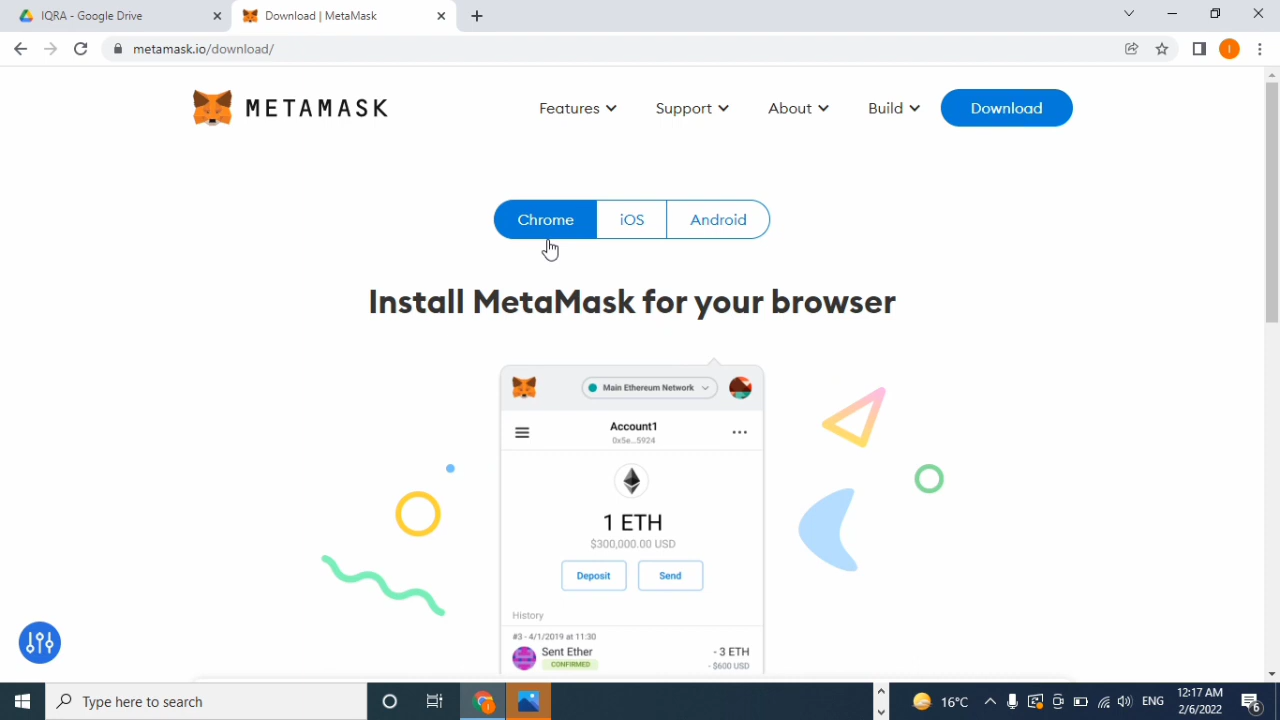 IQRA - Google Drive
Download | MetaMask
metamask.io/download/
I
METAMASK
Features
Support
About
Build
Download
Chrome
iOS
Android
Install MetaMask for your browser
Main Ethereum Network
Account1
0x5e...5924
1 ETH
$300,000.00 USD
Deposit
Send
History
#3 - 4/1/2019 at 11:30
Sent Ether
- 3 ETH
CONFIRMED
- $600 USD
Type here to search
16°C
ENG
12:17 AM
2/6/2022
6